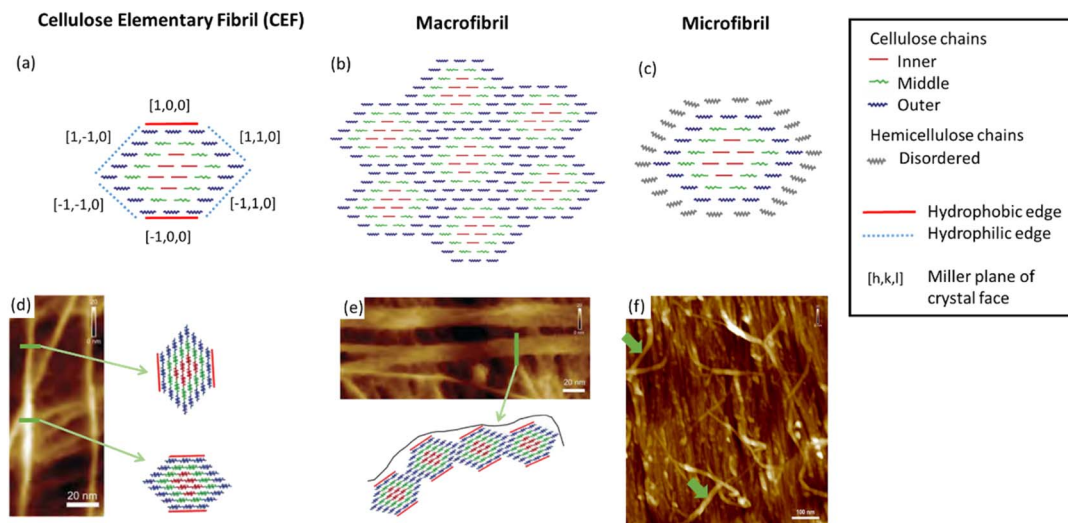 Cellulose Elementary Fibril (CEF)
Macrofibril
Microfibril
(a)
[1,0,0]
[1,-1,0]
[1,1,0]
[-1,-1,0]
[-1,1,0]
[-1,0,0]
(b)
(c)
Cellulose chains
Inner
Middle
Outer
Hemicellulose chains
Disordered
Hydrophobic edge
Hydrophilic edge
[h,k,l] Miller plane of
crystal face
(d)
20 nm
(e)
20 nm
(f)
100 nm